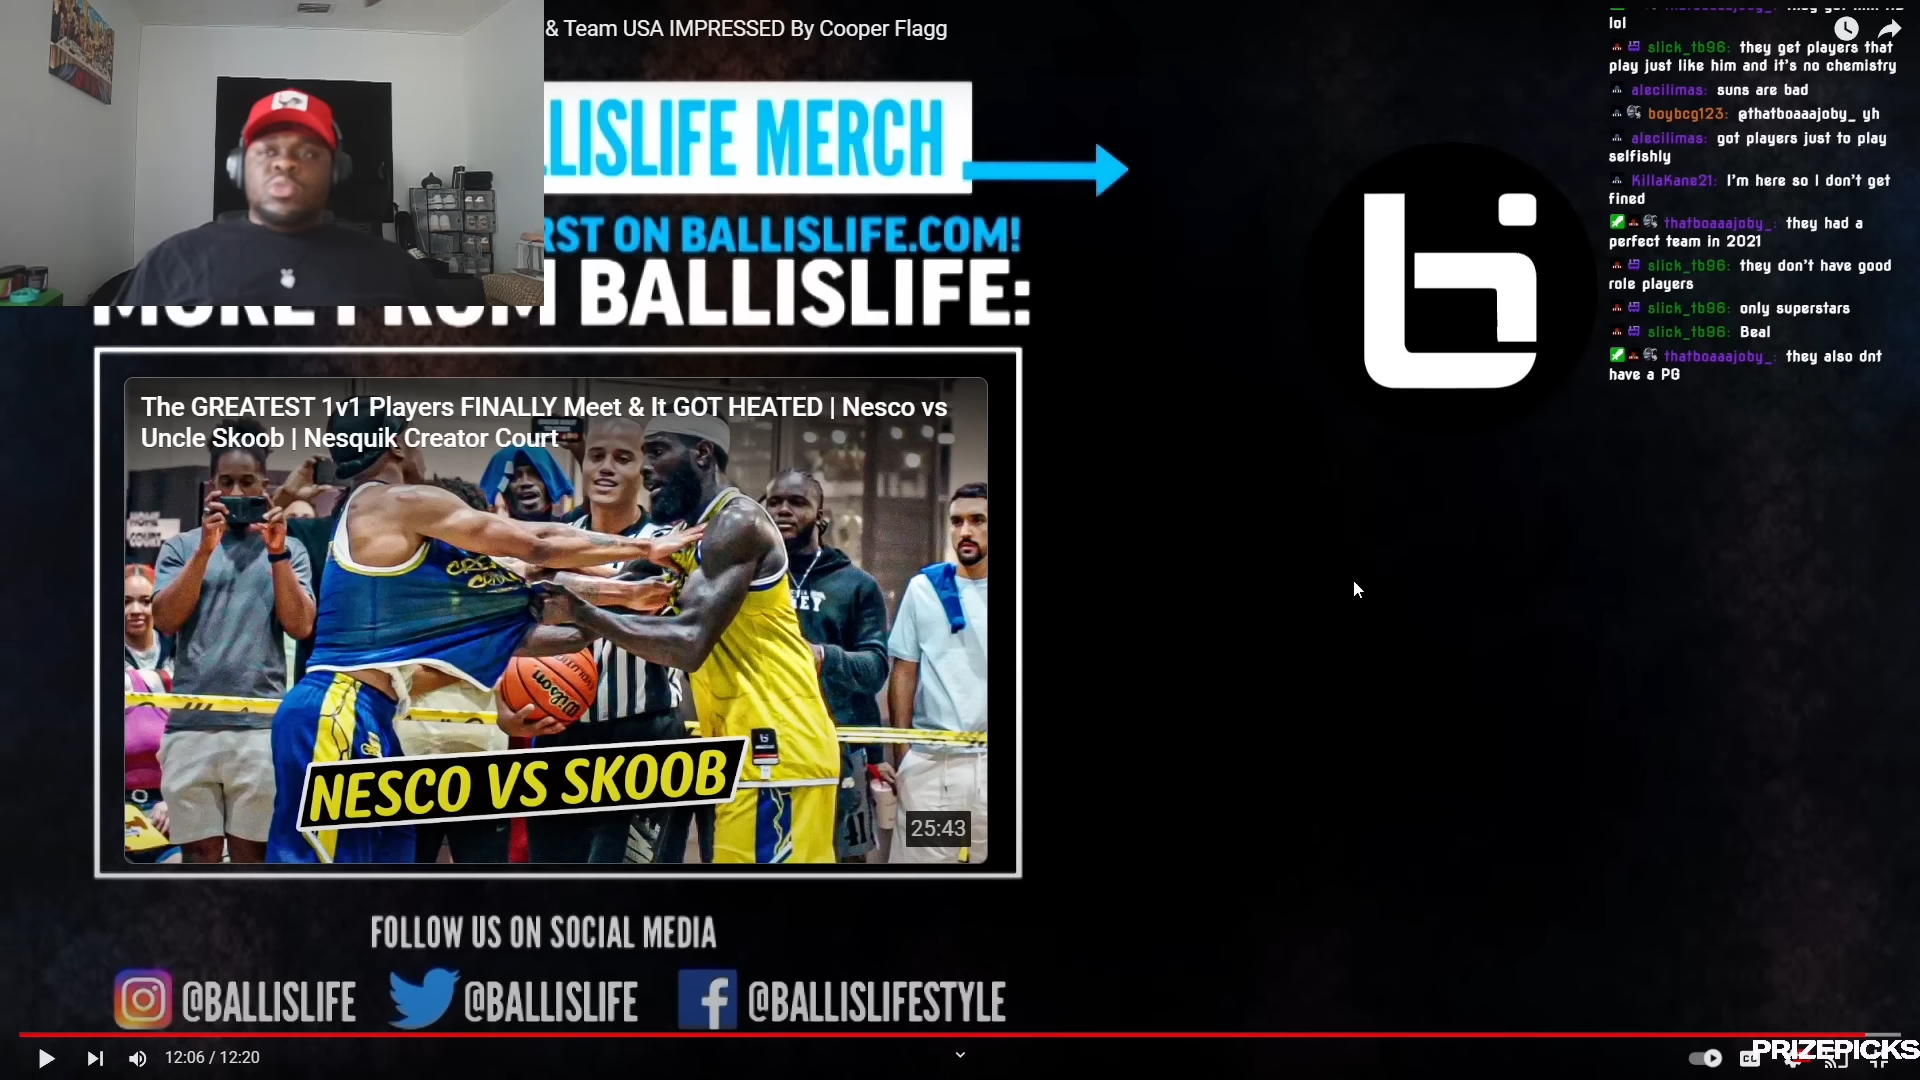 & Team USA IMPRESSED By Cooper Flagg
LLISLIFE MERCH
RST ON BALLISLIFE.COM!
MORE FROM BALLISLIFE:
The GREATEST 1v1 Players FINALLY Meet & It GOT HEATED | Nesco vs
Uncle Skoob | Nesquik Creator Court
Wilson
NESCO VS SKOOB
25:43
FOLLOW US ON SOCIAL MEDIA
@BALLISLIFE
@BALLISLIFE
@BALLISLIFESTYLE
12:06 / 12:20
lol
slick_tb96: they get players that
play just like him and it's no chemistry
alecilimas: suns are bad
boybcg123: @thatboaaajoby_ yh
alecilimas: got players just to play
selfishly
KillaKane21: I'm here so I don't get
fined
thatboaaajoby_: they had a
perfect team in 2021
slick_tb96: they don't have good
role players
slick_tb96: only superstars
slick_tb96: Beal
thatboaaajoby_: they also dnt
have a PG
PRIZEPICKS